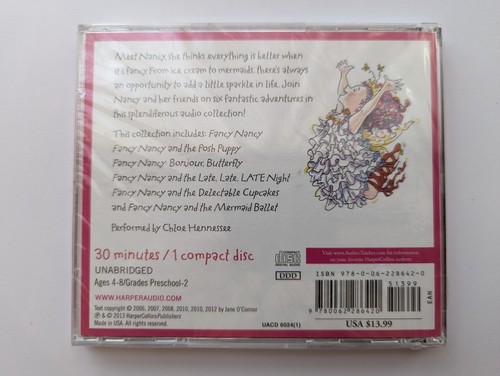 Meet Nancy, she thinks everything is better when
it's fancy. From ice cream to mermaids, there's always
an opportunity to add a little sparkle in life. Join
Nancy and her friends on six fantastic adventures in
this splendiferous audio collection!
This collection includes: Fancy Nancy
Fancy Nancy and the Posh Puppy
Fancy Nancy: Bonjour, Butterfly
Fancy Nancy and the Late, Late, LATE Night
Fancy Nancy and the Delectable Cupcakes
and Fancy Nancy and the Mermaid Ballet
Performed by Chloe Hennessee
30 minutes / 1 compact disc
UNABRIDGED
Ages 4-8/Grades Preschool-2
WWW.HARPERAUDIO.COM
Text copyright © 2006, 2007, 2008, 2010, 2010, 2012 by Jane O'Connor
℗ & © 2013 HarperCollinsPublishers
Made in USA. All rights reserved.
UACD 6024(1)
COMPACT
disc
DIGITAL AUDIO
DDD
Visit www.AuthorTracker.com for information
on your favorite HarperCollins authors.
ISBN 978-0-06-228642-0
51399
9 780062 286420
EAN
USA $13.99